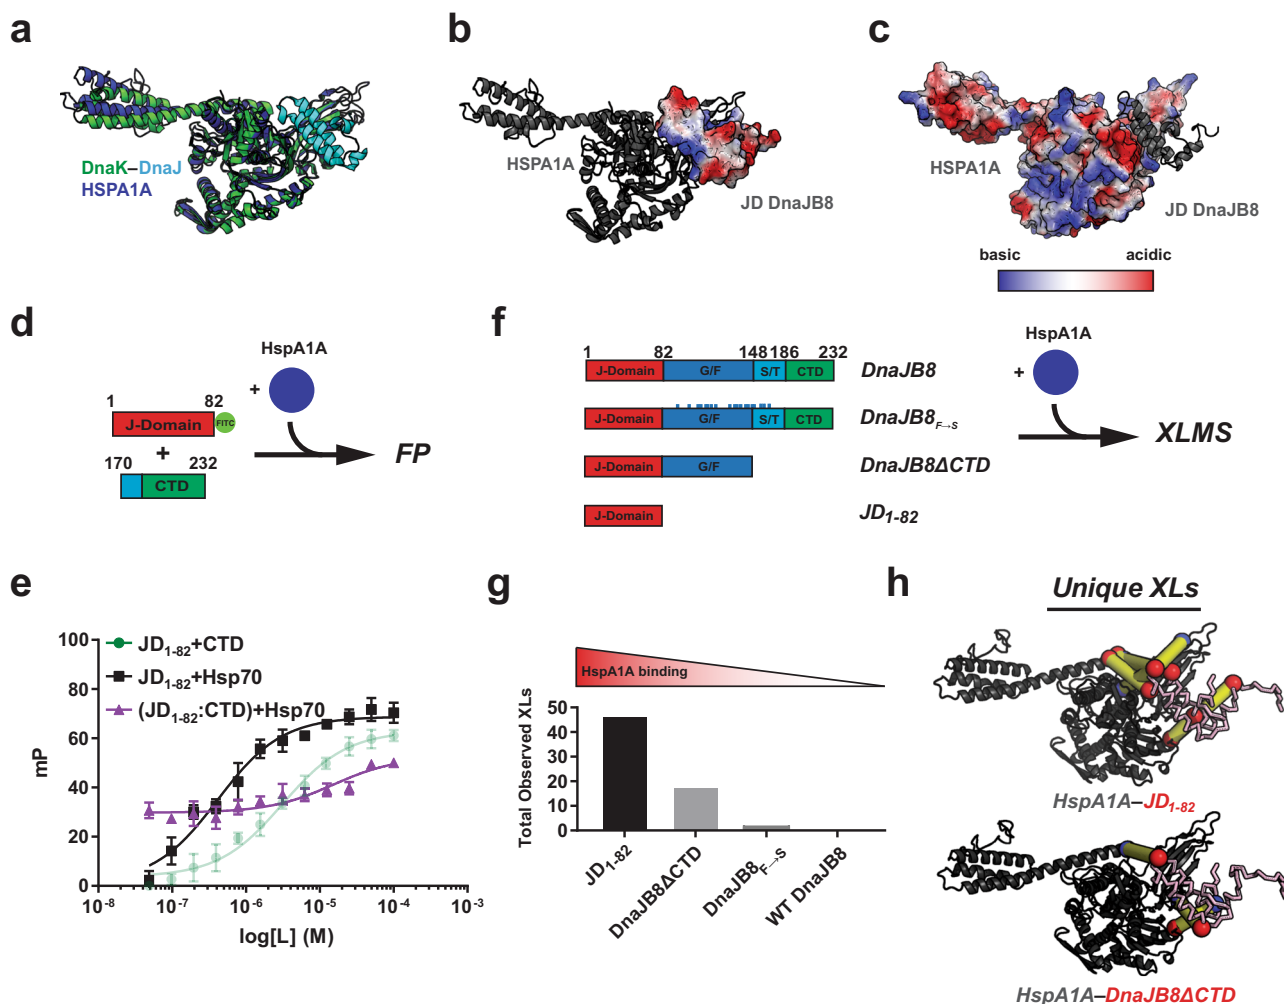 a
b
c
DnaK–DnaJ
HSPA1A
HSPA1A
JD DnaJB8
HSPA1A
JD DnaJB8
basic
acidic
d
HspA1A
+
1
82
J-Domain
FITC
+
170
232
CTD
FP
f
1
82
148
186
232
J-Domain
G/F
S/T
CTD
DnaJB8
J-Domain
G/F
S/T
CTD
DnaJB8F→S
J-Domain
G/F
DnaJB8ΔCTD
J-Domain
JD1-82
HspA1A
+
XLMS
e
JD1-82+CTD
JD1-82+Hsp70
(JD1-82:CTD)+Hsp70
mP
100
80
60
40
20
0
10-8
10-7
10-6
10-5
10-4
10-3
log[L] (M)
g
HspA1A binding
Total Observed XLs
50
40
30
20
10
0
JD1-82
DnaJB8ΔCTD
DnaJB8F→S
WT DnaJB8
h
Unique XLs
HspA1A–JD1-82
HspA1A–DnaJB8ΔCTD